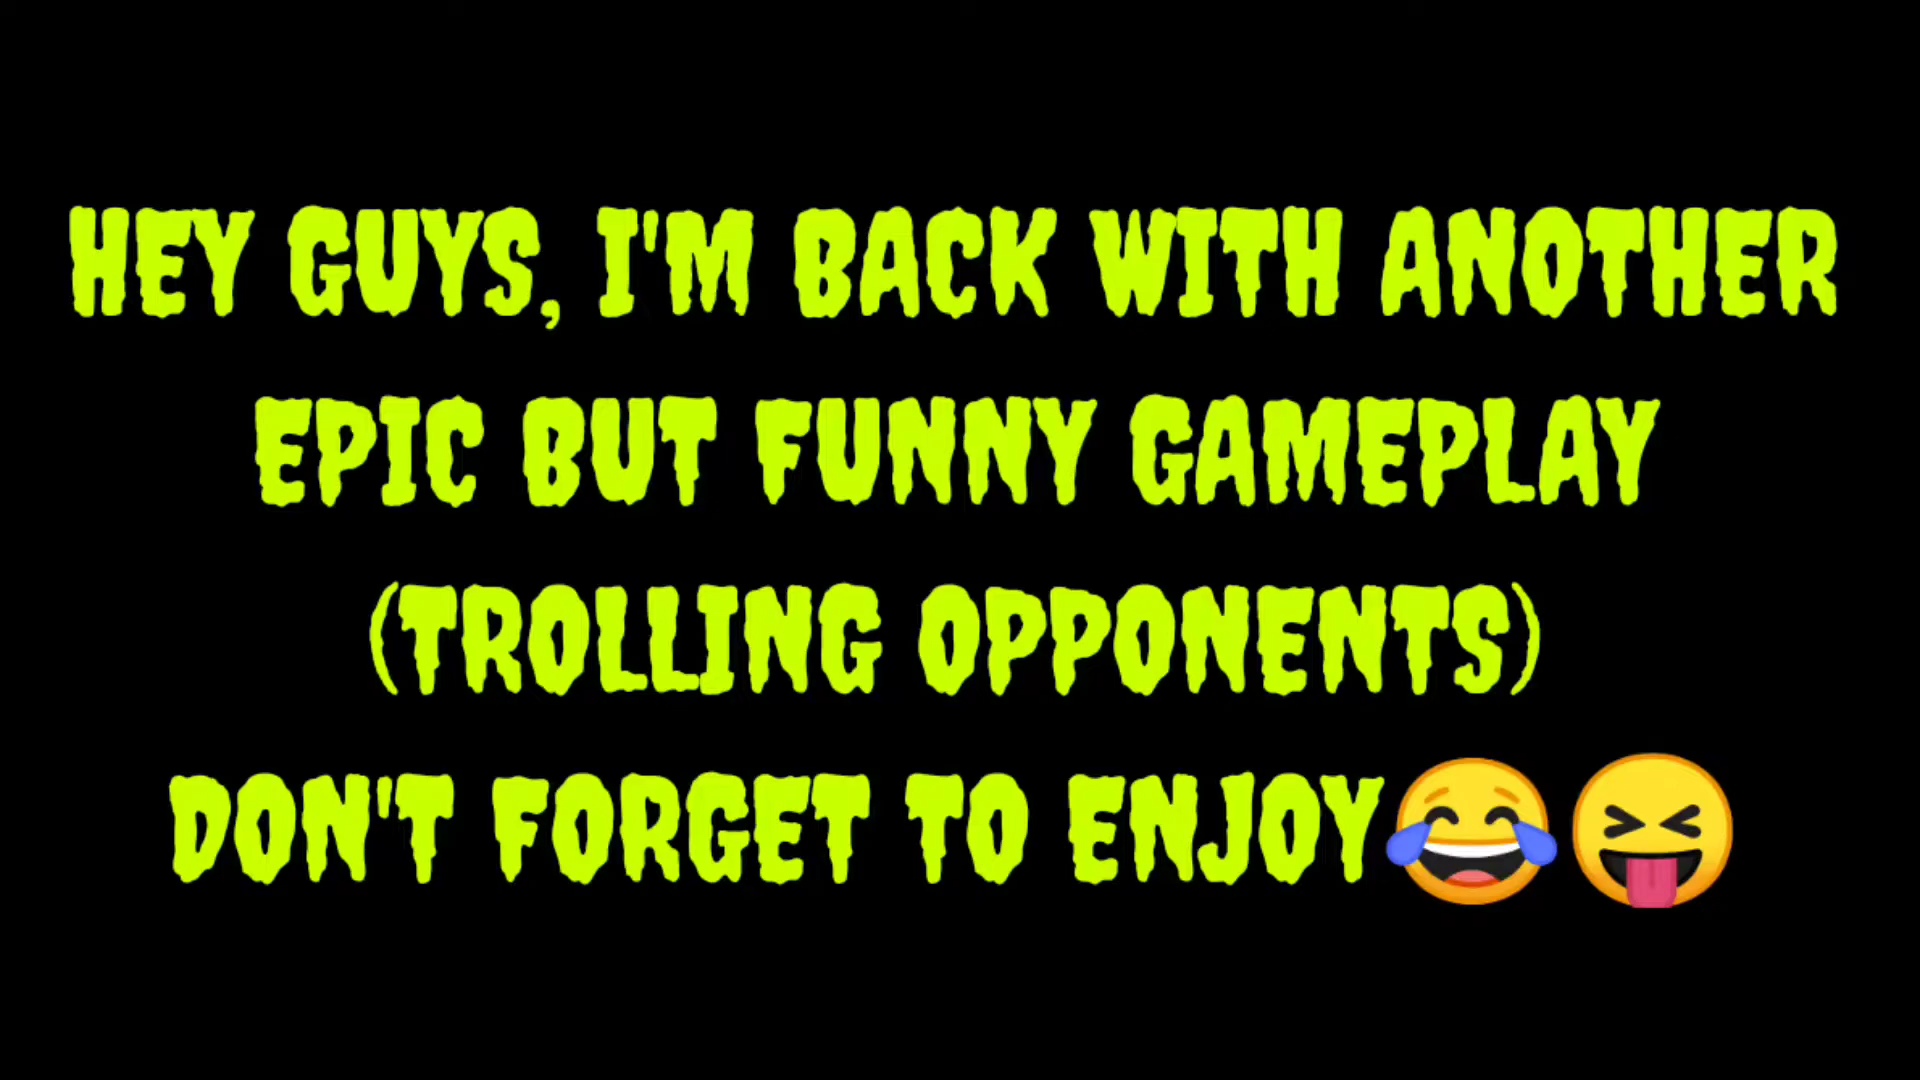 HEY GUYS, I'M BACK WITH ANOTHER
EPIC BUT FUNNY GAMEPLAY
(TROLLING OPPONENTS)
DON'T FORGET TO ENJOY😂😝